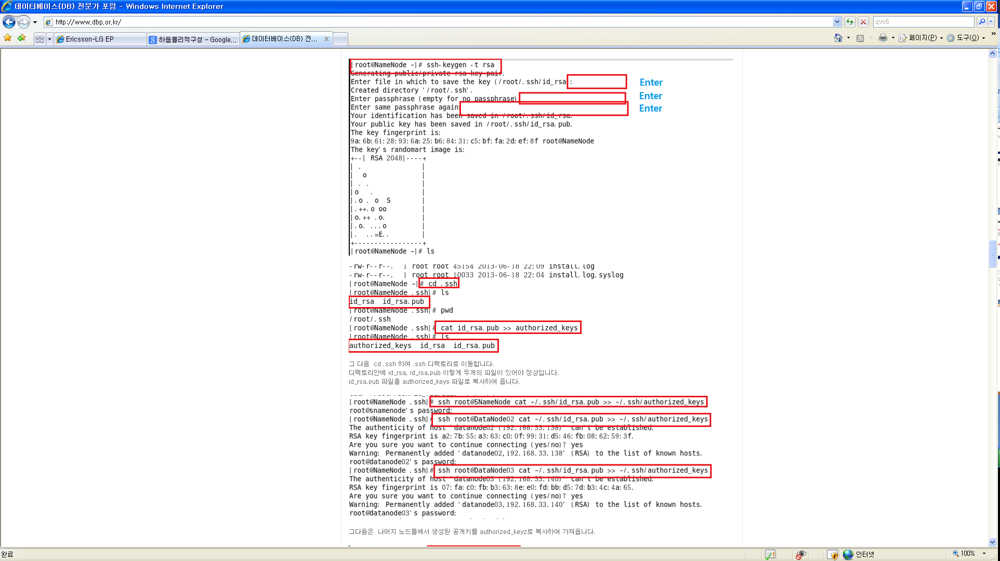 데이터베이스(DB) 전문가 포럼 - Windows Internet Explorer
http://www.dbp.or.kr/
qvo6
Ericsson-LG EP
하둡물리적구성 - Google...
데이터베이스(DB) 전...
페이지(P)
도구(O)
[root@NameNode ~]# ssh-keygen -t rsa
Generating public/private rsa key pair.
Enter file in which to save the key (/root/.ssh/id_rsa): Enter
Created directory '/root/.ssh'.
Enter passphrase (empty for no passphrase) Enter
Enter same passphrase again: Enter
Your identification has been saved in /root/.ssh/id_rsa.
Your public key has been saved in /root/.ssh/id_rsa.pub.
The key fingerprint is:
9a:6b:61:28:93:6a:25:b6:84:31:c5:bf:fa:2d:ef:8f root@NameNode
The key's randomart image is:
+--[ RSA 2048]----+
| .               |
|  o              |
| . .             |
|o   .            |
|.o . o  S        |
|.++.o oo         |
|o.++ .o.         |
|.o. ...o         |
|.  ..=E..        |
+-----------------+
[root@NameNode ~]# ls
-rw-r--r--. 1 root root 45154 2013-06-18 22:09 install.log
-rw-r--r--. 1 root root 10033 2013-06-18 22:04 install.log.syslog
[root@NameNode ~]# cd .ssh
[root@NameNode .ssh]# ls
id_rsa id_rsa.pub
[root@NameNode .ssh]# pwd
/root/.ssh
[root@NameNode .ssh]# cat id_rsa.pub >> authorized_keys
[root@NameNode .ssh]# ls
authorized_keys id_rsa id_rsa.pub
그 다음 cd .ssh 하여 .ssh 디렉토리로 이동합니다.
디렉토리안에 id_rsa, id_rsa.pub 이렇게 두개의 파일이 있어야 정상입니다.
id_rsa.pub 파일을 authorized_keys 파일로 복사하여 줍니다.
[root@NameNode .ssh]# ssh root@SNameNode cat ~/.ssh/id_rsa.pub >> ~/.ssh/authorized_keys
root@snamenode's password:
[root@NameNode .ssh]# ssh root@DataNode02 cat ~/.ssh/id_rsa.pub >> ~/.ssh/authorized_keys
The authenticity of host 'datanode02 (192.168.33.138)' can't be established.
RSA key fingerprint is a2:7b:55:a3:63:c0:0f:99:31:d5:46:fb:08:62:59:3f.
Are you sure you want to continue connecting (yes/no)? yes
Warning: Permanently added 'datanode02,192.168.33.138' (RSA) to the list of known hosts.
root@datanode02's password:
[root@NameNode .ssh]# ssh root@DataNode03 cat ~/.ssh/id_rsa.pub >> ~/.ssh/authorized_keys
The authenticity of host 'datanode03 (192.168.33.140)' can't be established.
RSA key fingerprint is 07:fa:c0:fb:b3:63:8e:e0:fd:bb:d5:7d:b3:4c:4a:65.
Are you sure you want to continue connecting (yes/no)? yes
Warning: Permanently added 'datanode03,192.168.33.140' (RSA) to the list of known hosts.
root@datanode03's password:
그다음은 나머지 노드들에서 생성된 공개키를 authorized_keyz로 복사하여 가져옵니다.
완료
인터넷
100%